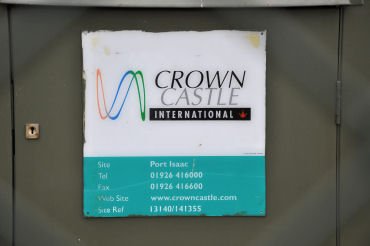 CROWN
CASTLE
INTERNATIONAL
Site Port Isaac
Tel 01926 416000
Fax 01926 416600
Web Site www.crowncastle.com
Site Ref 13140/141355